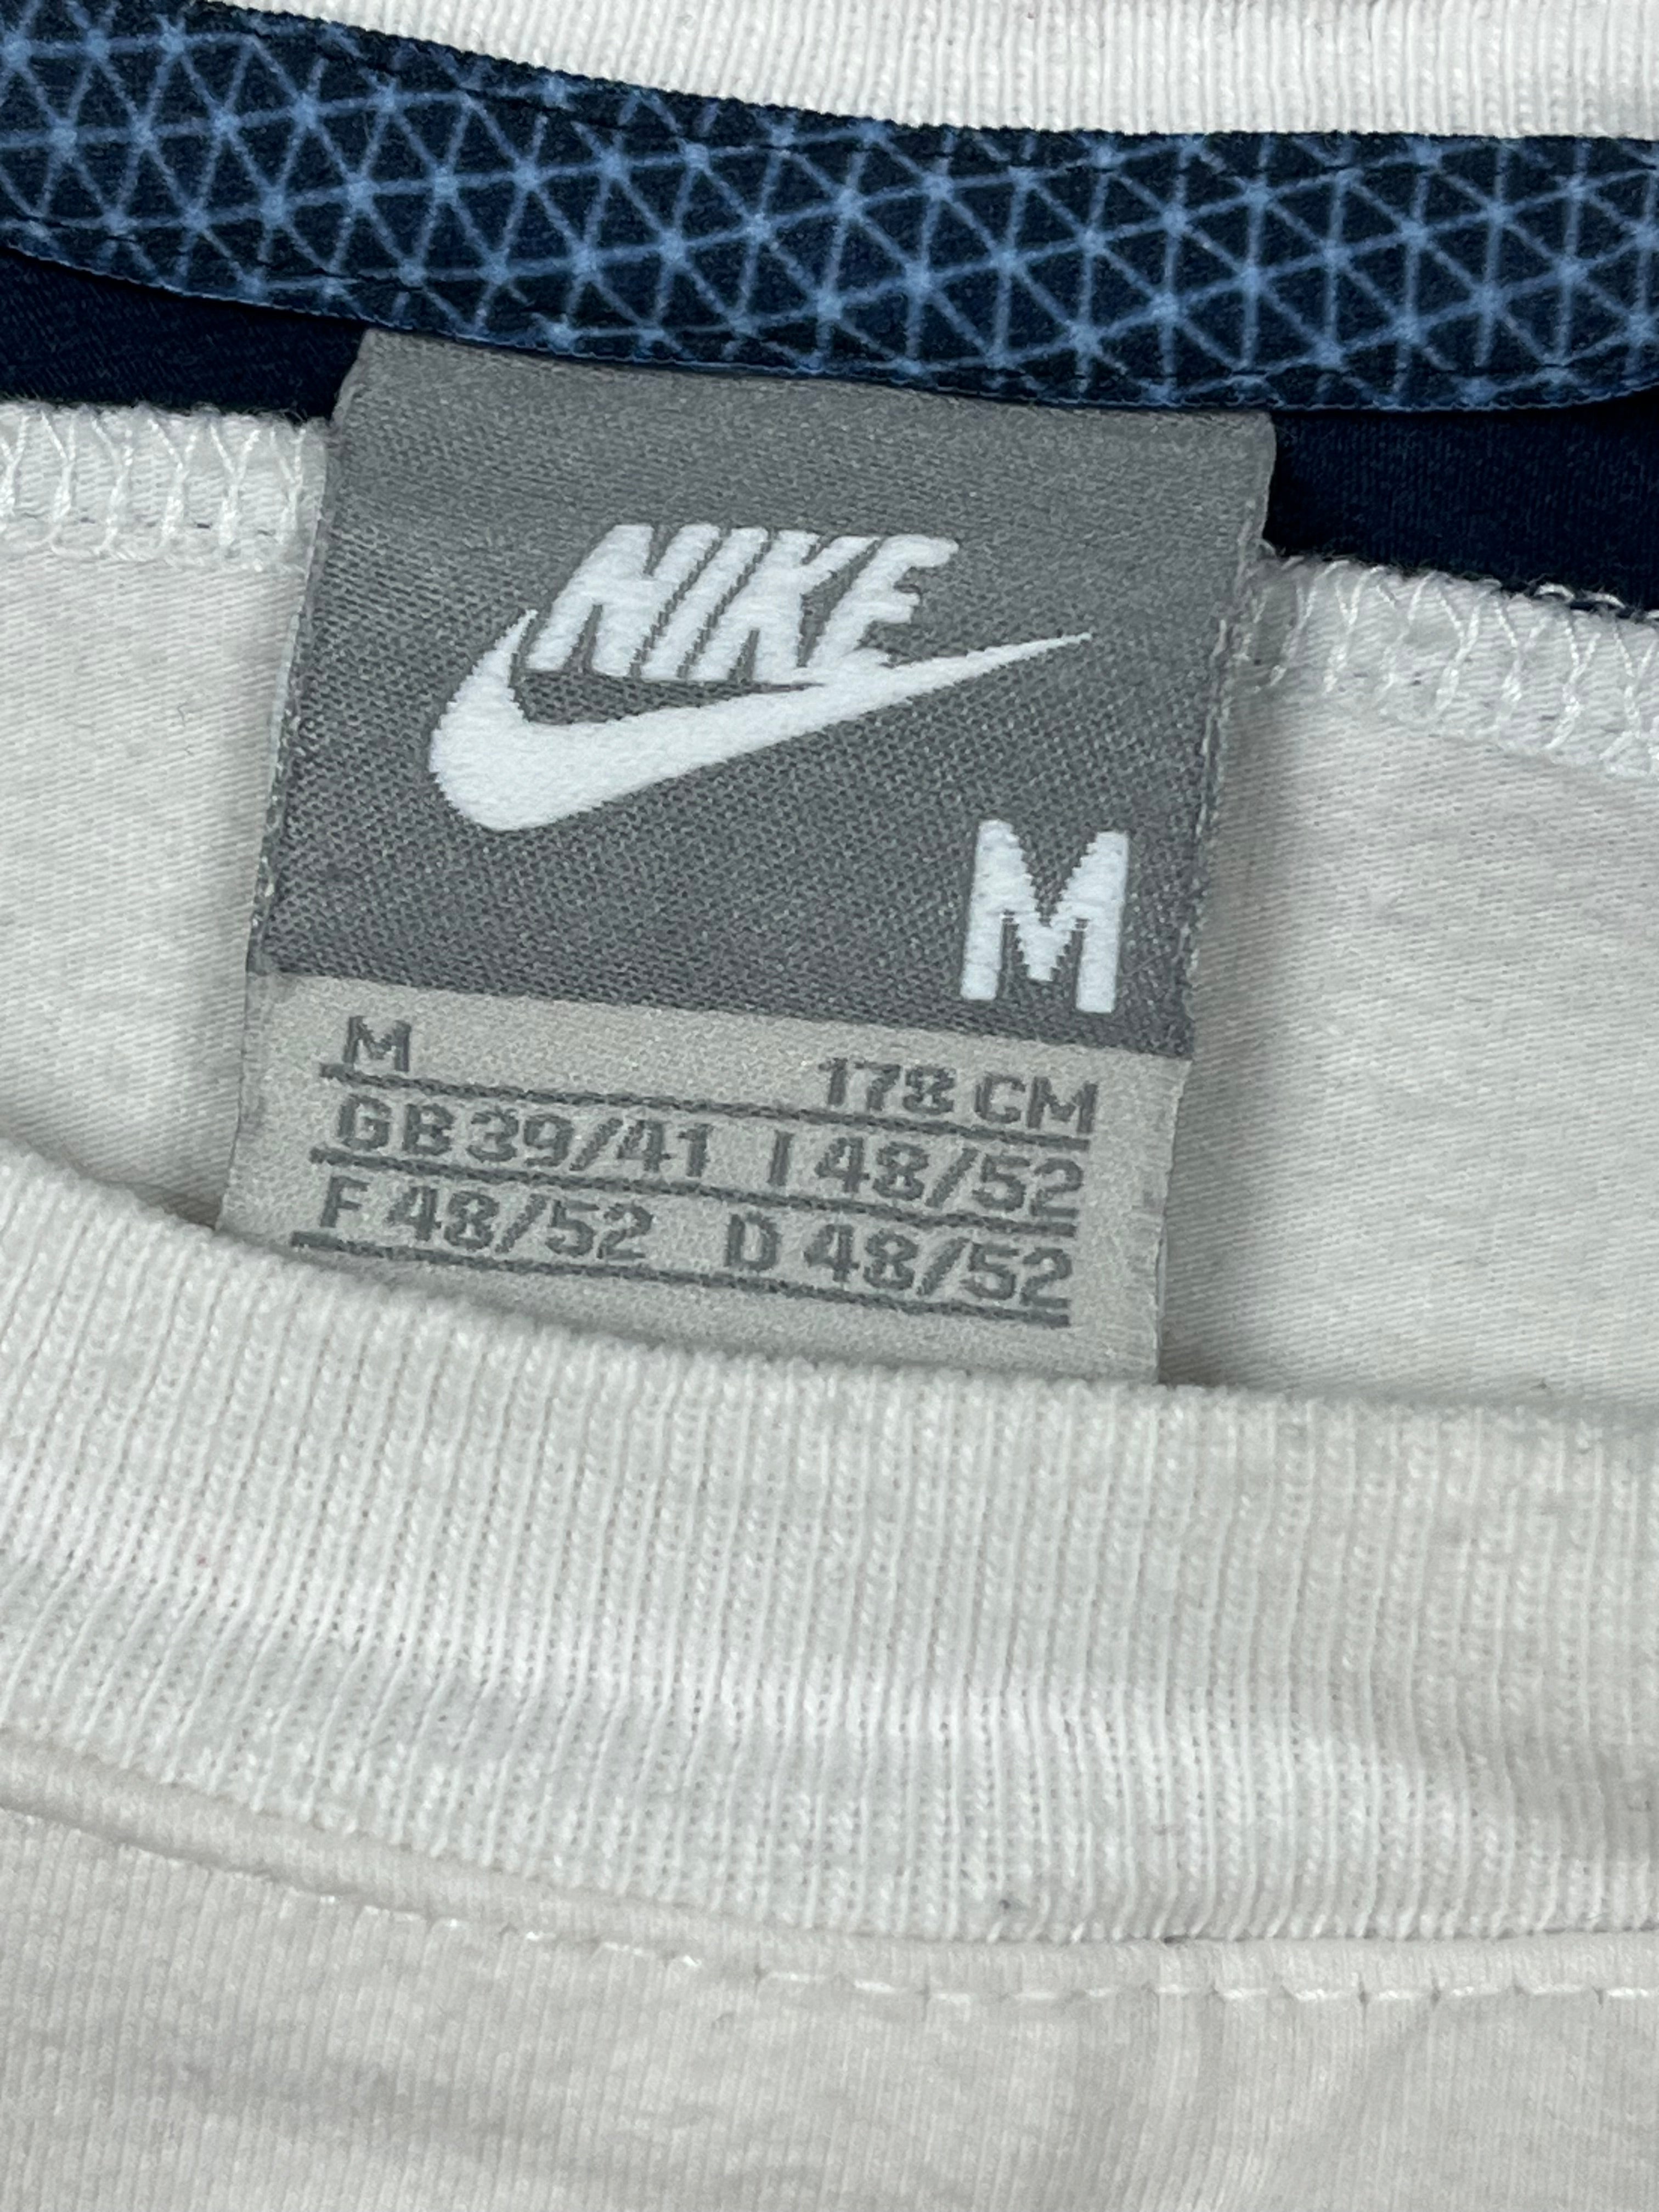 NIKE
M
M 178 CM
GB 39/41 I 48/52
F 48/52 D 48/52